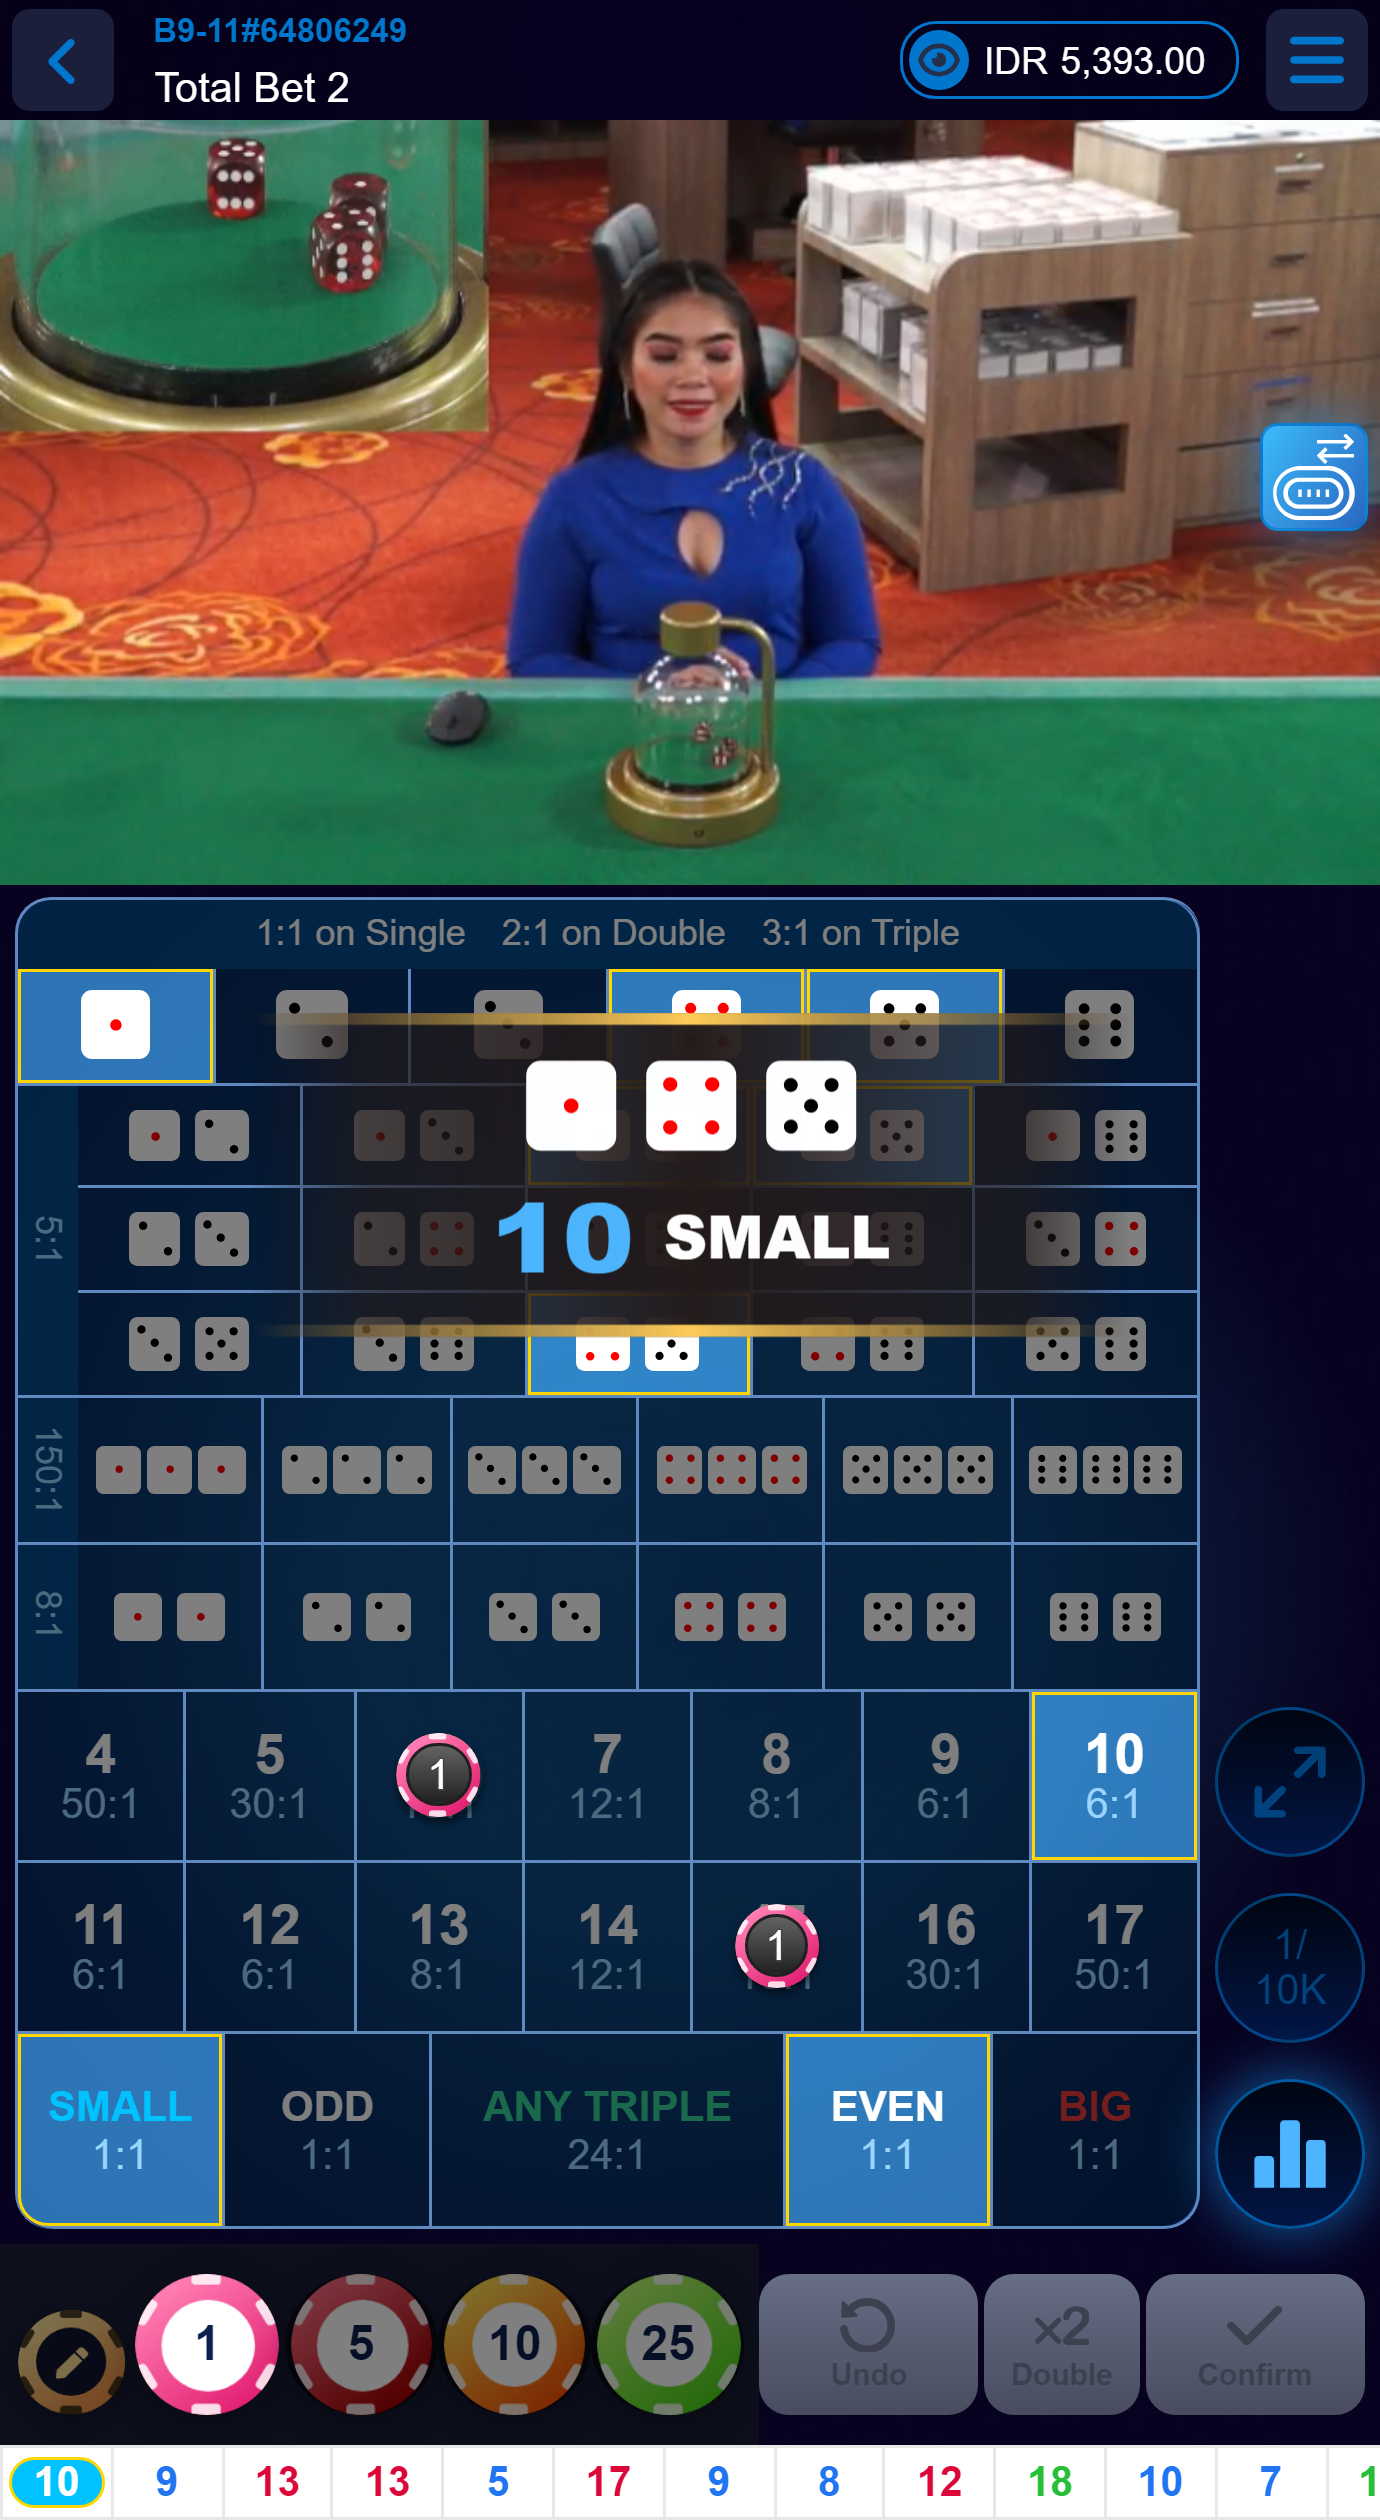 B9-11#64806249
Total Bet 2
IDR 5,393.00
1:1 on Single 2:1 on Double 3:1 on Triple
10 SMALL
5:1
150:1
8:1
4 5 1 7 8 9 10
50:1 30:1 12:1 8:1 6:1 6:1
11 12 13 14 1 16 17
6:1 6:1 8:1 12:1 30:1 50:1
1/
10K
SMALL ODD ANY TRIPLE EVEN BIG
1:1 1:1 24:1 1:1 1:1
1 5 10 25
x2
Undo Double Confirm
10 9 13 13 5 17 9 8 12 18 10 7 1